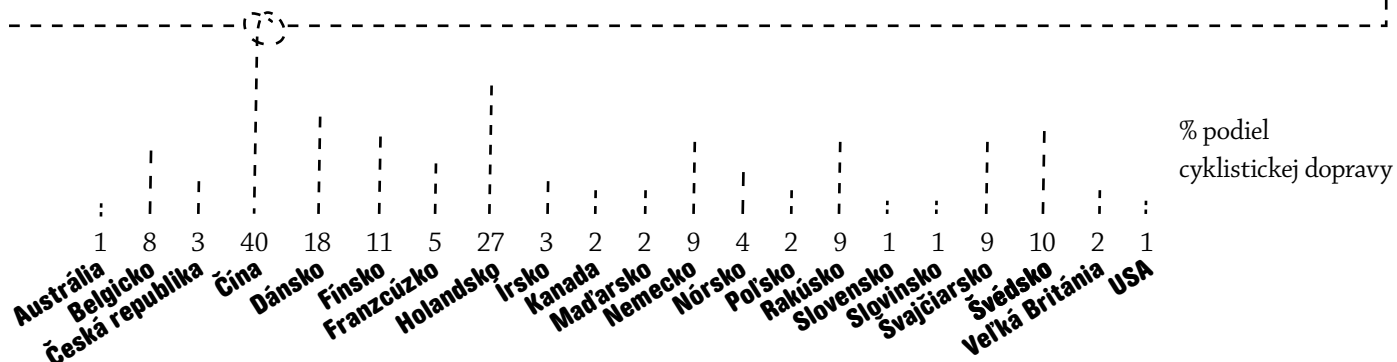 % podiel
cyklistickej dopravy
1 8 3 40 18 11 5 27 3 2 2 9 4 2 9 1 1 9 10 2 1
Austrália
Belgicko
Česká republika
Čína
Dánsko
Fínsko
Franzcúzko
Holandsko
Írsko
Kanada
Maďarsko
Nemecko
Nórsko
Poľsko
Rakúsko
Slovensko
Slovinsko
Švajčiarsko
Švédsko
Veľká Británia
USA